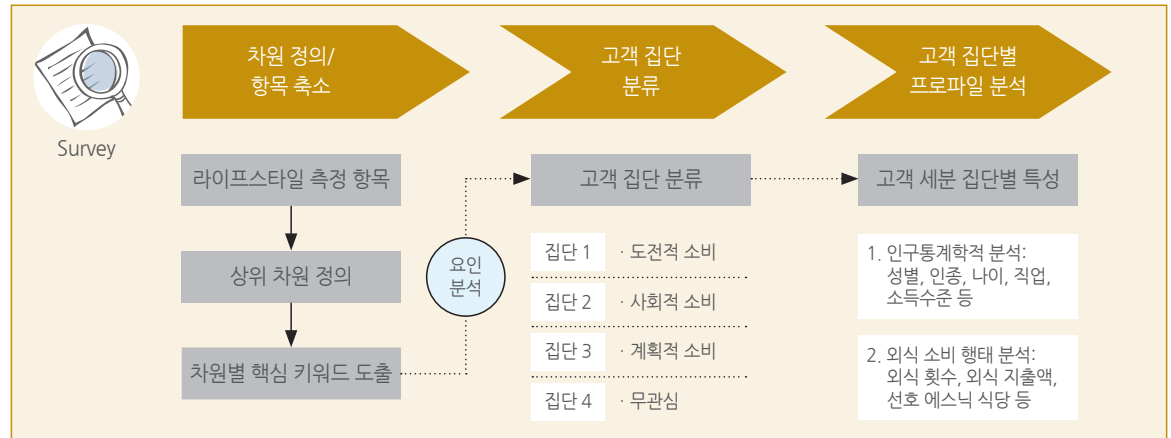 Survey
차원 정의/
항목 축소
고객 집단
분류
고객 집단별
프로파일 분석
라이프스타일 측정 항목
상위 차원 정의
차원별 핵심 키워드 도출
요인
분석
고객 집단 분류
집단 1 · 도전적 소비
집단 2 · 사회적 소비
집단 3 · 계획적 소비
집단 4 · 무관심
고객 세분 집단별 특성
1. 인구통계학적 분석:
성별, 인종, 나이, 직업,
소득수준 등
2. 외식 소비 행태 분석:
외식 횟수, 외식 지출액,
선호 에스닉 식당 등